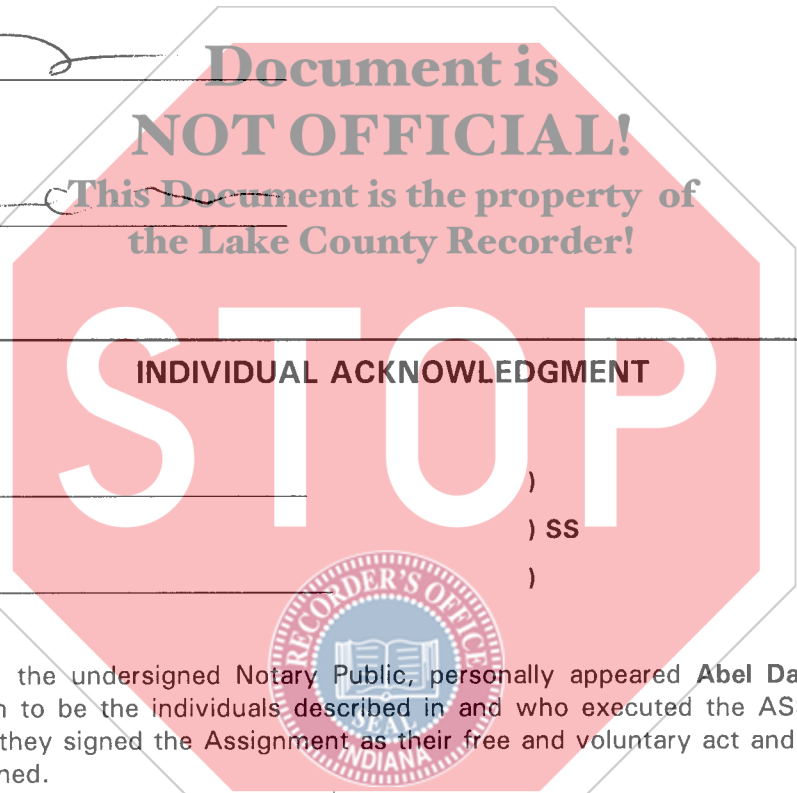 Document is
NOT OFFICIAL!
This Document is the property of
the Lake County Recorder!
STOP
INDIVIDUAL ACKNOWLEDGMENT
)
) SS
)
RECORDER'S OFFICE
SEAL
INDIANA
the undersigned Notary Public, personally appeared Abel Da
n to be the individuals described in and who executed the AS
they signed the Assignment as their free and voluntary act and
ned.